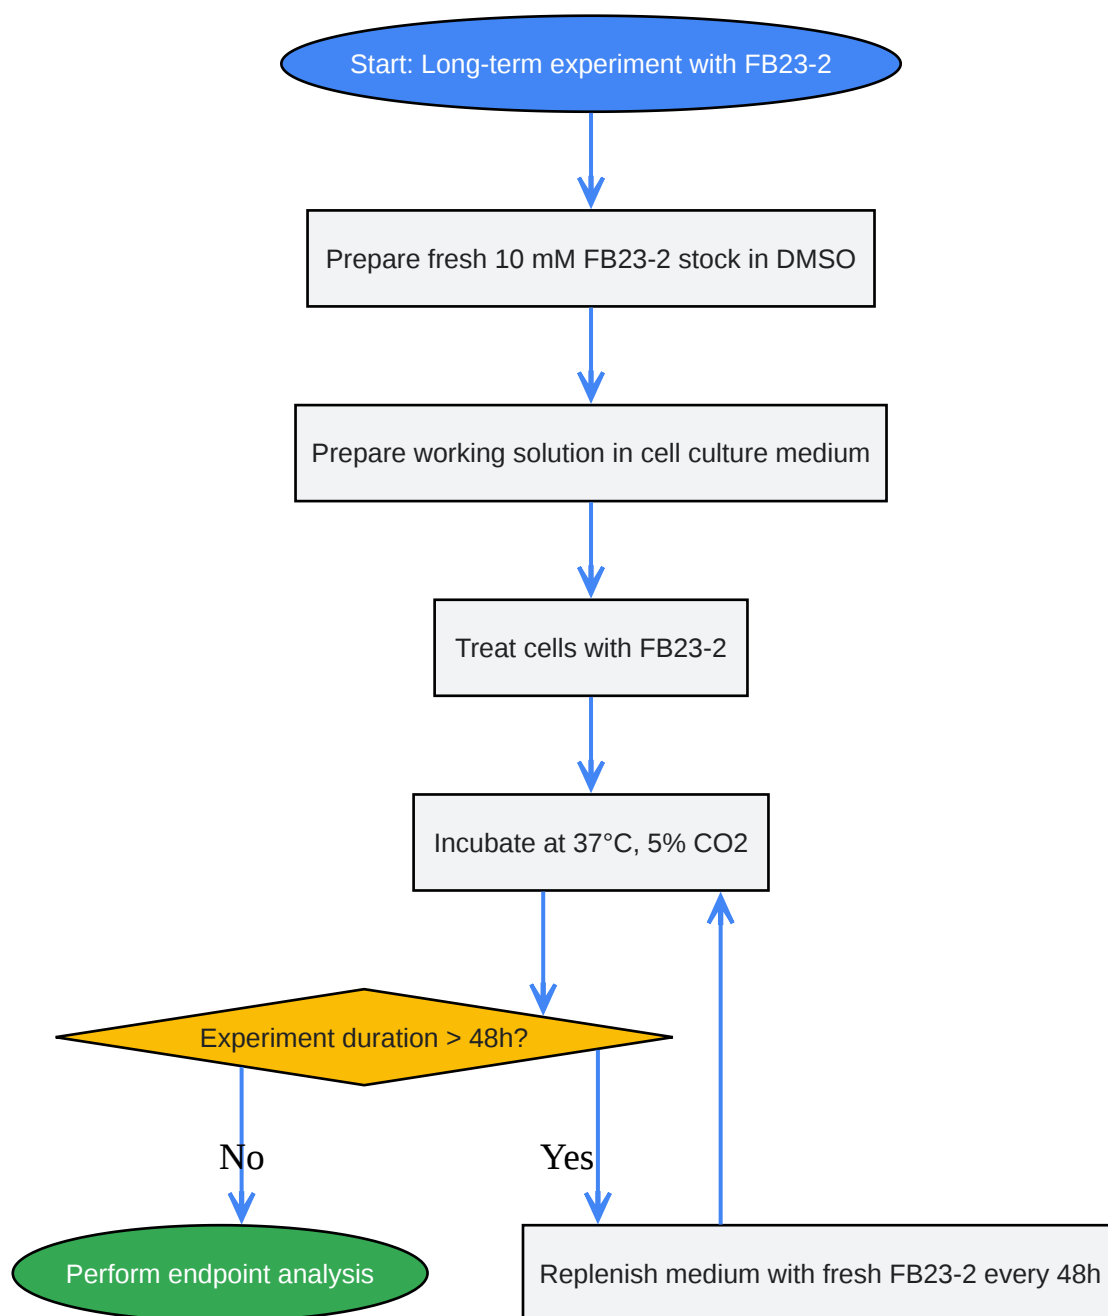 Start: Long-term experiment with FB23-2
Prepare fresh 10 mM FB23-2 stock in DMSO
Prepare working solution in cell culture medium
Treat cells with FB23-2
Incubate at 37°C, 5% CO2
Experiment duration > 48h?
No
Yes
Perform endpoint analysis
Replenish medium with fresh FB23-2 every 48h